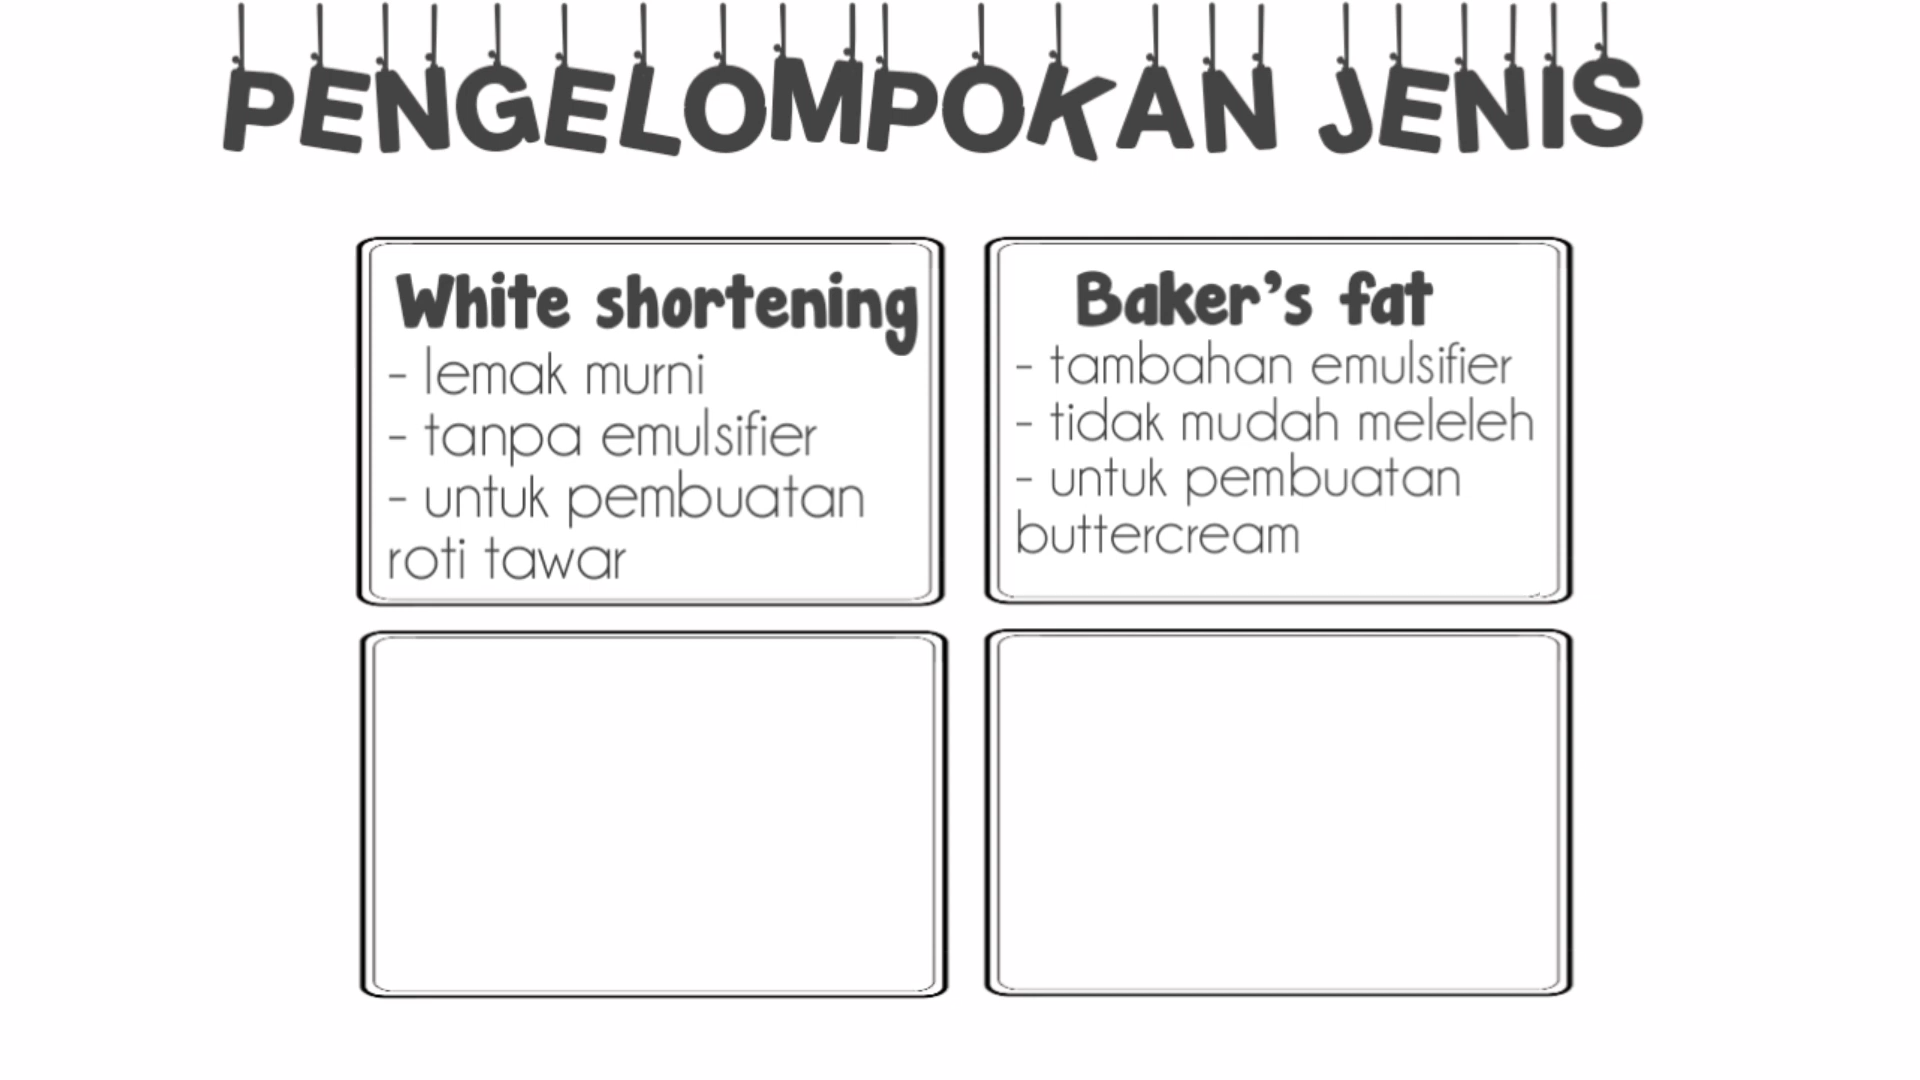 PENGELOMPOKAN JENIS
White shortening
- lemak murni
- tanpa emulsifier
- untuk pembuatan
roti tawar
Baker's fat
- tambahan emulsifier
- tidak mudah meleleh
- untuk pembuatan
buttercream